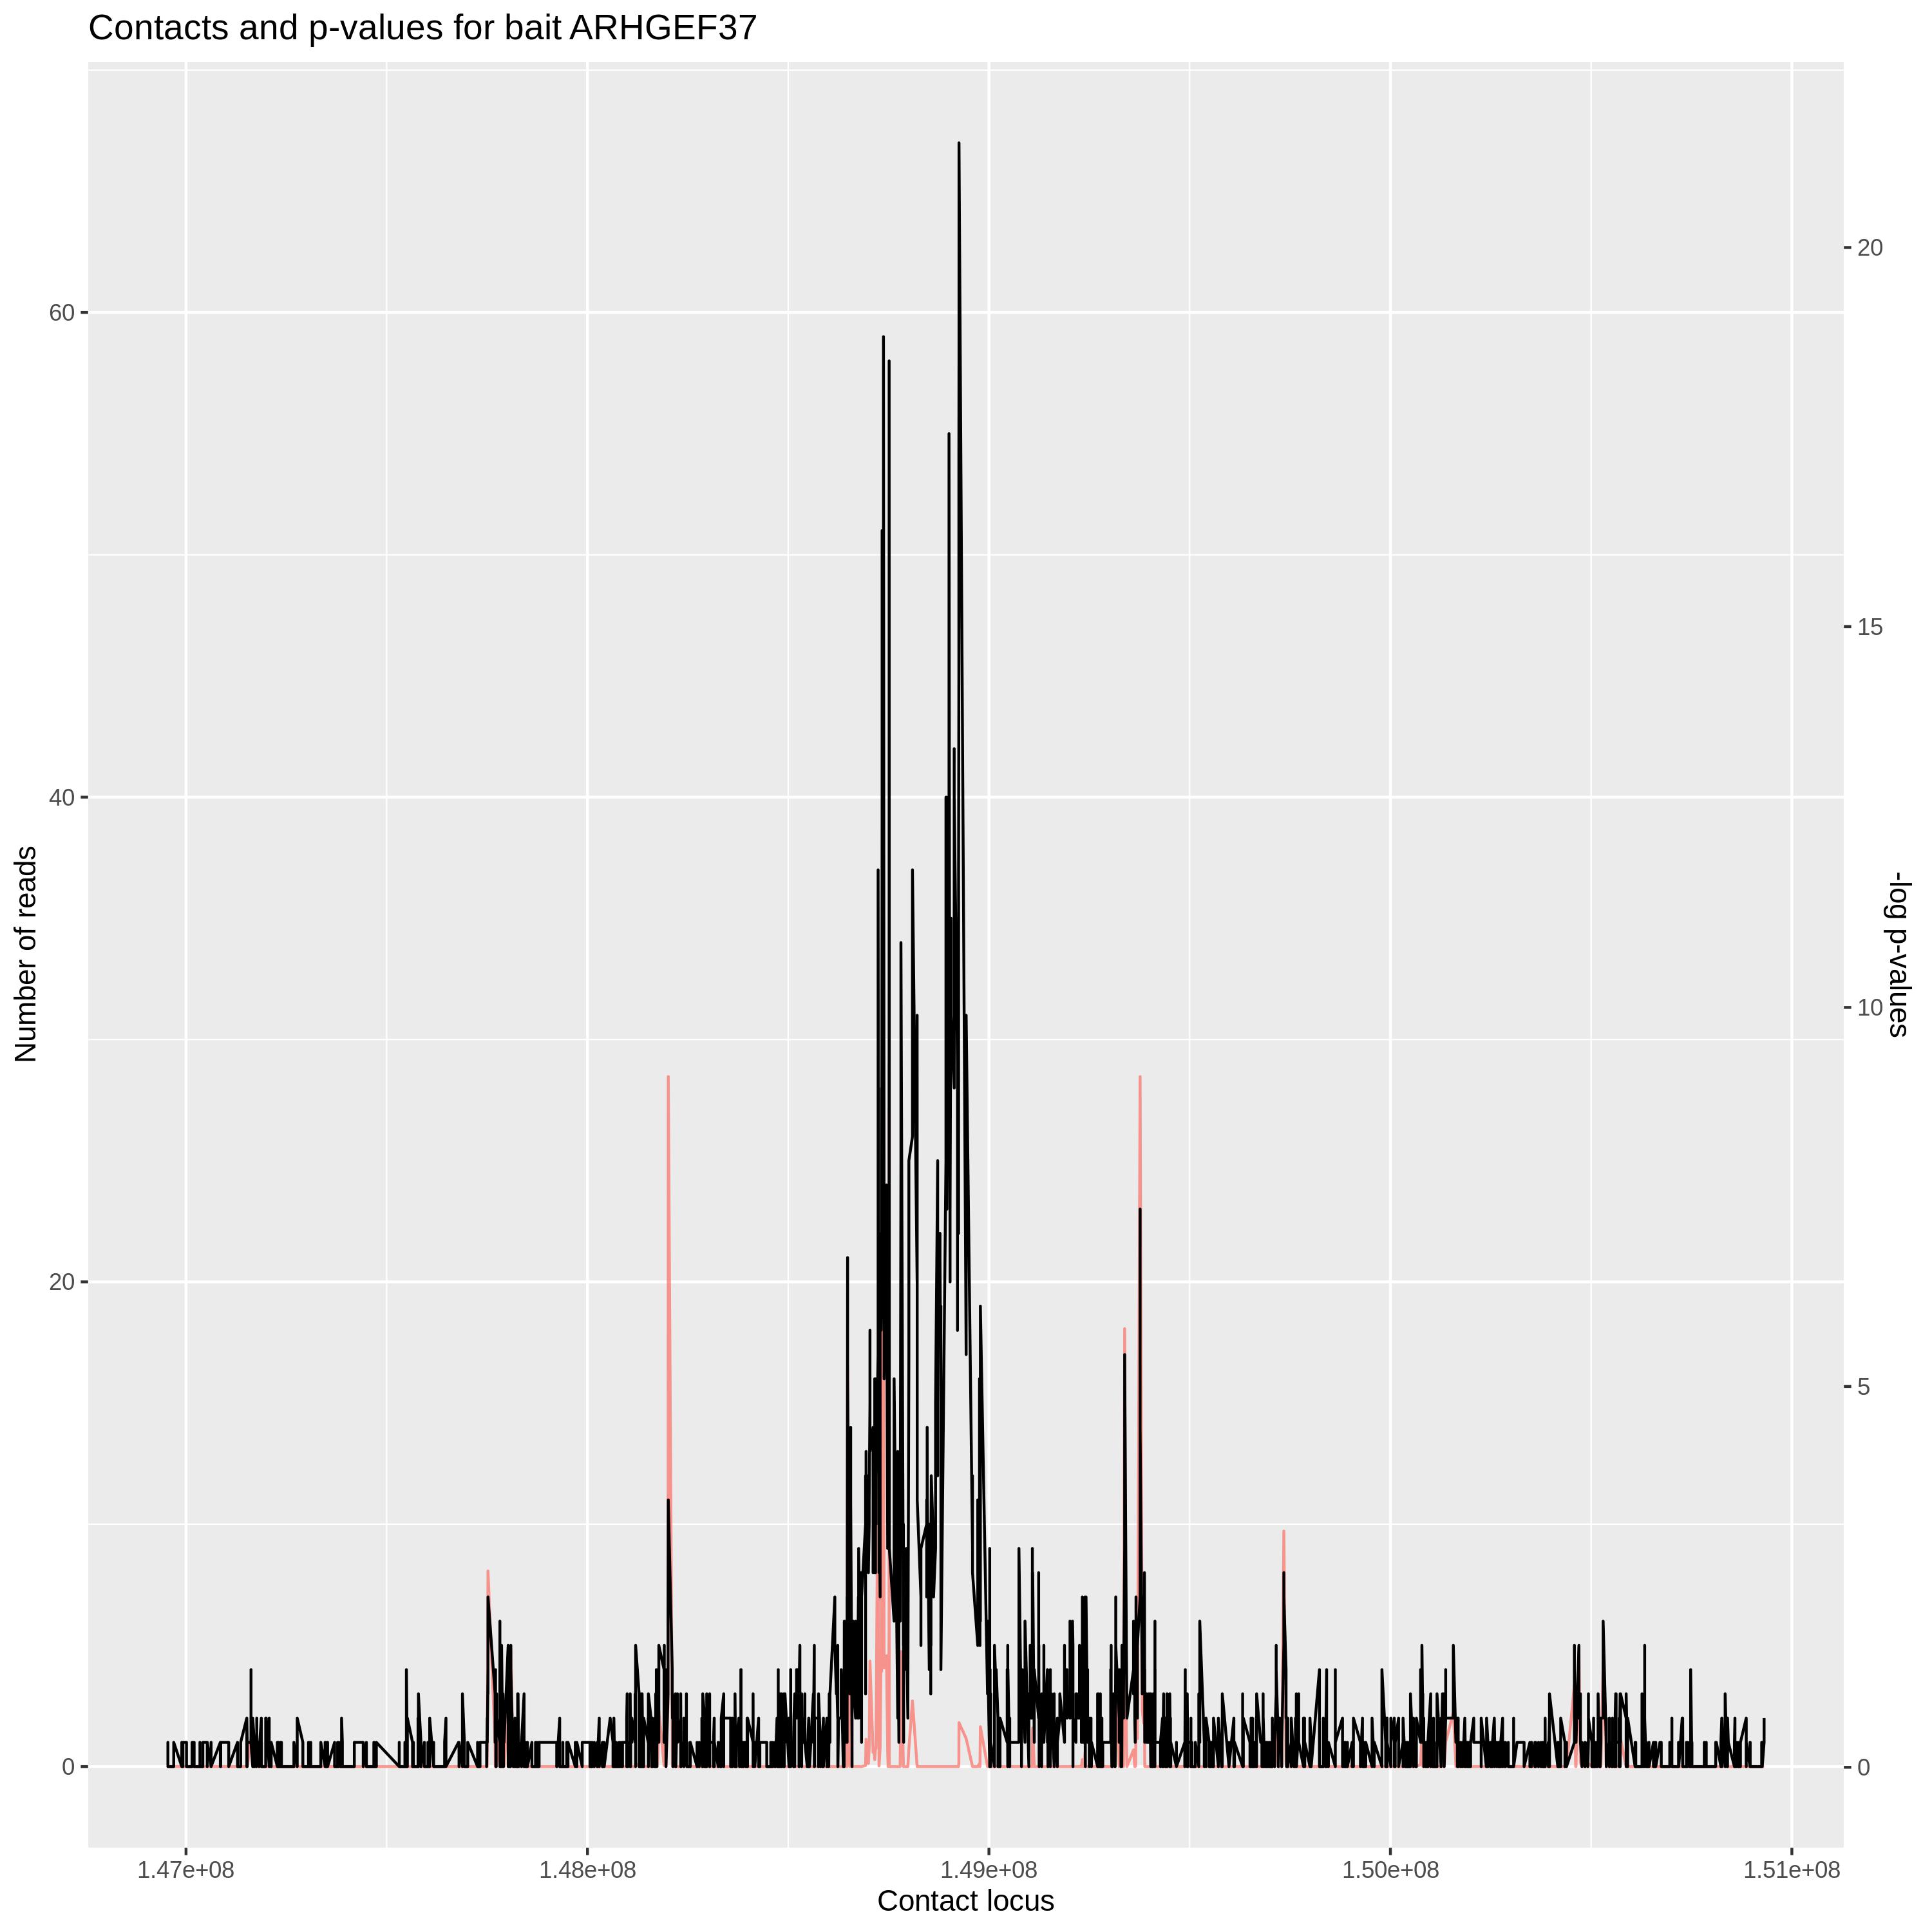 Contacts and p-values for bait ARHGEF37
Number of reads
60
40
20
0
20
15
10
5
0
-log p-values
1.47e+08 1.48e+08 1.49e+08 1.50e+08 1.51e+08
Contact locus